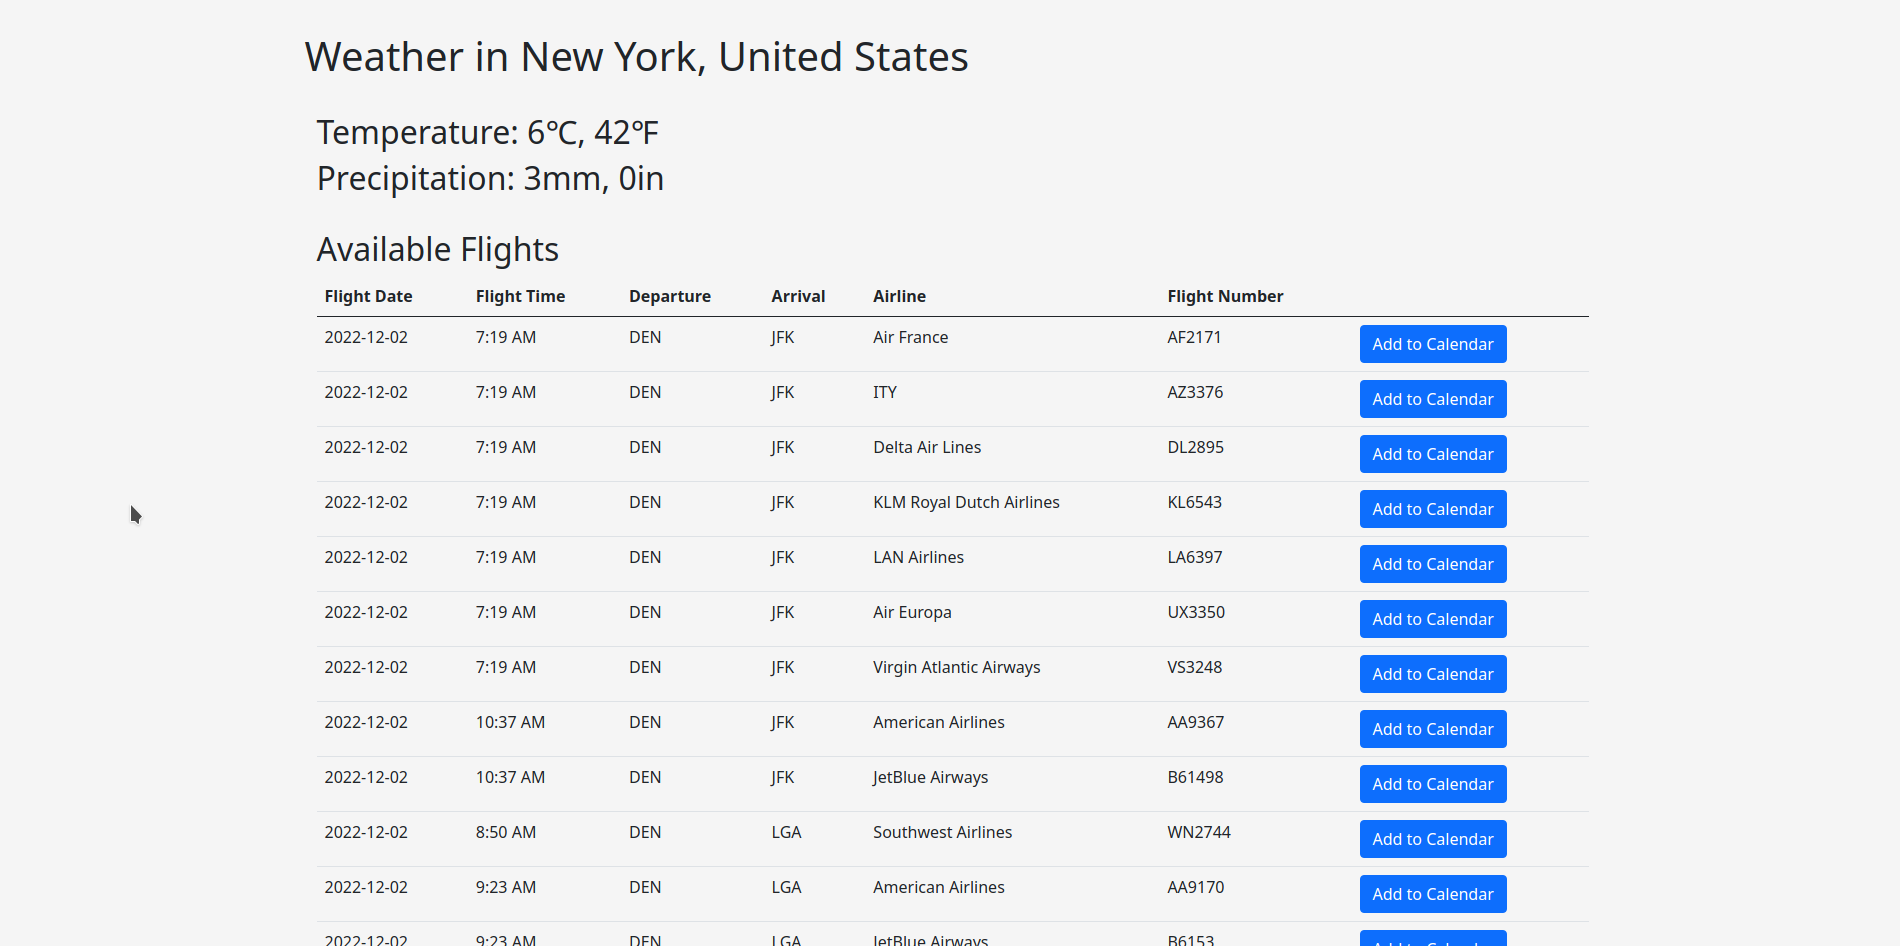 Weather in New York, United States
Temperature: 6°C, 42°F
Precipitation: 3mm, 0in
Available Flights
Flight Date Flight Time Departure Arrival Airline Flight Number
2022-12-02 7:19 AM DEN JFK Air France AF2171 Add to Calendar
2022-12-02 7:19 AM DEN JFK ITY AZ3376 Add to Calendar
2022-12-02 7:19 AM DEN JFK Delta Air Lines DL2895 Add to Calendar
2022-12-02 7:19 AM DEN JFK KLM Royal Dutch Airlines KL6543 Add to Calendar
2022-12-02 7:19 AM DEN JFK LAN Airlines LA6397 Add to Calendar
2022-12-02 7:19 AM DEN JFK Air Europa UX3350 Add to Calendar
2022-12-02 7:19 AM DEN JFK Virgin Atlantic Airways VS3248 Add to Calendar
2022-12-02 10:37 AM DEN JFK American Airlines AA9367 Add to Calendar
2022-12-02 10:37 AM DEN JFK JetBlue Airways B61498 Add to Calendar
2022-12-02 8:50 AM DEN LGA Southwest Airlines WN2744 Add to Calendar
2022-12-02 9:23 AM DEN LGA American Airlines AA9170 Add to Calendar
2022-12-02 9:23 AM DEN LGA JetBlue Airways B6153 Add to Calendar